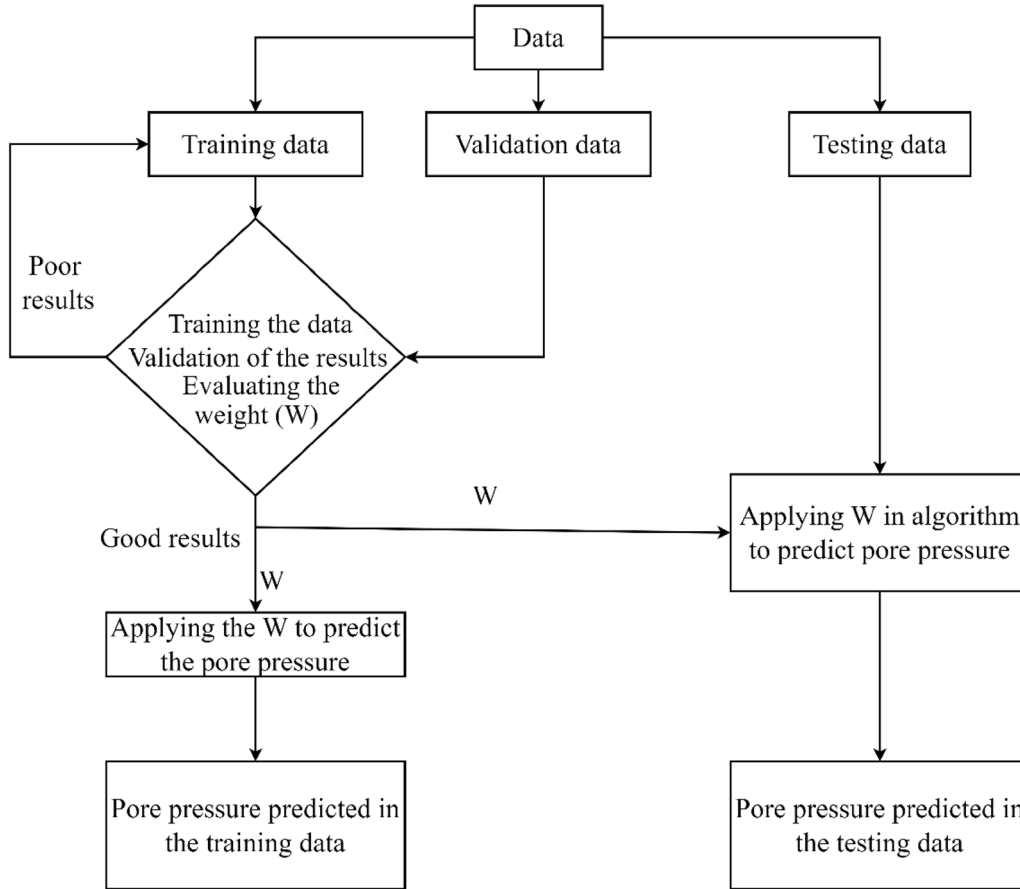 Data
Training data
Validation data
Testing data
Poor
results
Training the data
Validation of the results
Evaluating the
weight (W)
W
Good results
Applying W in algorithm
to predict pore pressure
W
Applying the W to predict
the pore pressure
Pore pressure predicted in
the training data
Pore pressure predicted in
the testing data